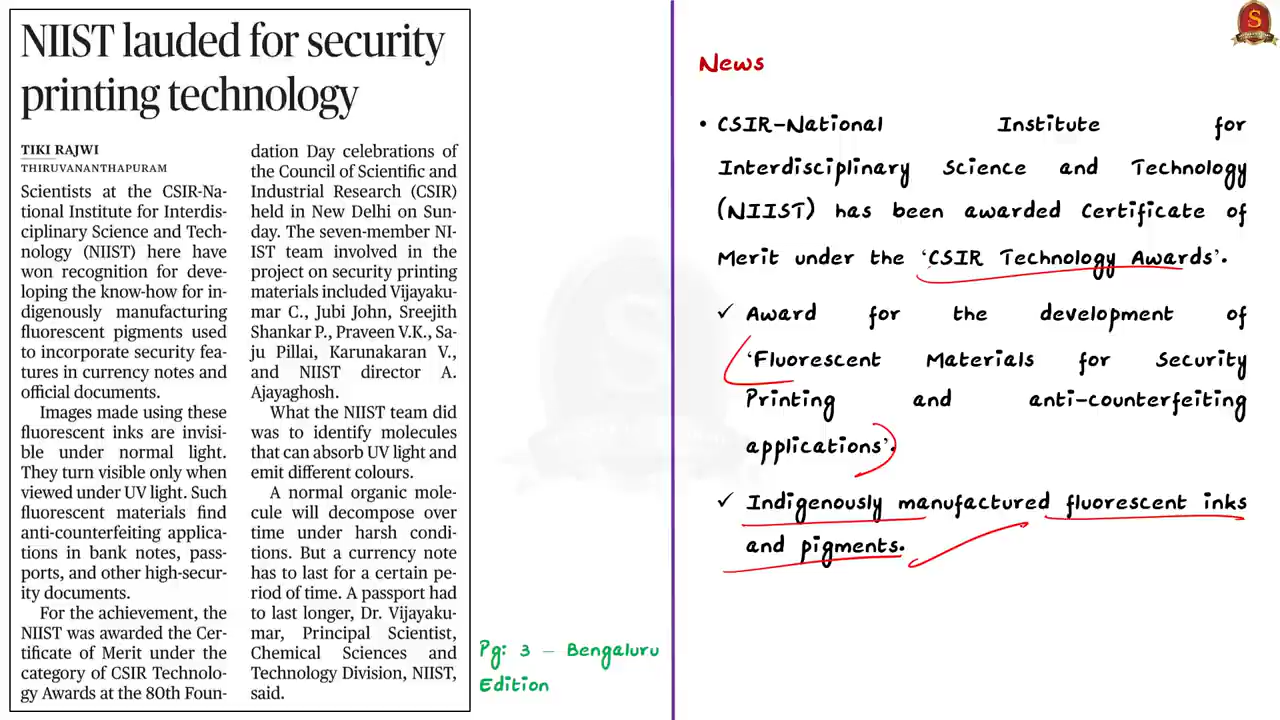 NIIST lauded for security
printing technology
TIKI RAJWI
THIRUVANANTHAPURAM
Scientists at the CSIR-Na-
tional Institute for Interdis-
ciplinary Science and Tech-
nology (NIIST) here have
won recognition for deve-
loping the know-how for in-
digenously manufacturing
fluorescent pigments used
to incorporate security fea-
tures in currency notes and
official documents.
Images made using these
fluorescent inks are invisi-
ble under normal light.
They turn visible only when
viewed under UV light. Such
fluorescent materials find
anti-counterfeiting applica-
tions in bank notes, pass-
ports, and other high-secur-
ity documents.
For the achievement, the
NIIST was awarded the Cer-
tificate of Merit under the
category of CSIR Technolo-
gy Awards at the 80th Foun-
dation Day celebrations of
the Council of Scientific and
Industrial Research (CSIR)
held in New Delhi on Sun-
day. The seven-member NI-
IST team involved in the
project on security printing
materials included Vijayaku-
mar C., Jubi John, Sreejith
Shankar P., Praveen V.K., Sa-
ju Pillai, Karunakaran V.,
and NIIST director A.
Ajayaghosh.
What the NIIST team did
was to identify molecules
that can absorb UV light and
emit different colours.
A normal organic mole-
cule will decompose over
time under harsh condi-
tions. But a currency note
has to last for a certain pe-
riod of time. A passport had
to last longer, Dr. Vijayaku-
mar, Principal Scientist,
Chemical Sciences and
Technology Division, NIIST,
said.
Pg: 3 – Bengaluru
Edition
News
• CSIR-National Institute for
Interdisciplinary Science and Technology
(NIIST) has been awarded Certificate of
Merit under the ‘CSIR Technology Awards’.
✓ Award for the development of
‘Fluorescent Materials for Security
Printing and anti-counterfeiting
applications’.
✓ Indigenously manufactured fluorescent inks
and pigments.
S